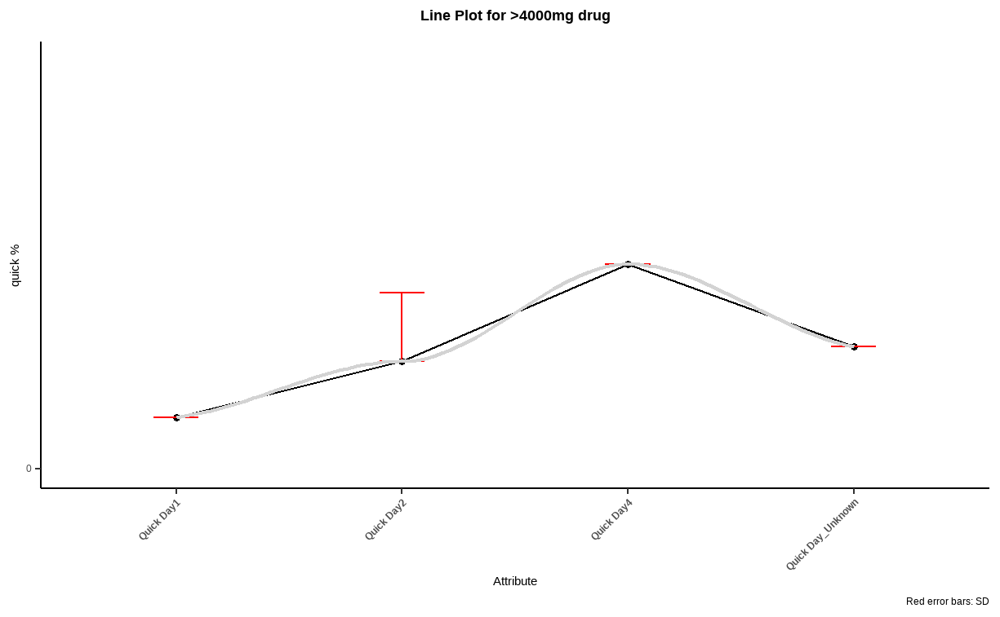 Line Plot for >4000mg drug
quick %
0
Quick Day1
Quick Day2
Quick Day4
Quick Day_Unknown
Attribute
Red error bars: SD